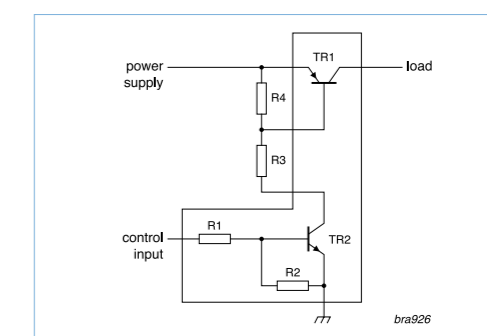 TR1
power
supply
load
R4
R3
R1
control
input
TR2
R2
bra926